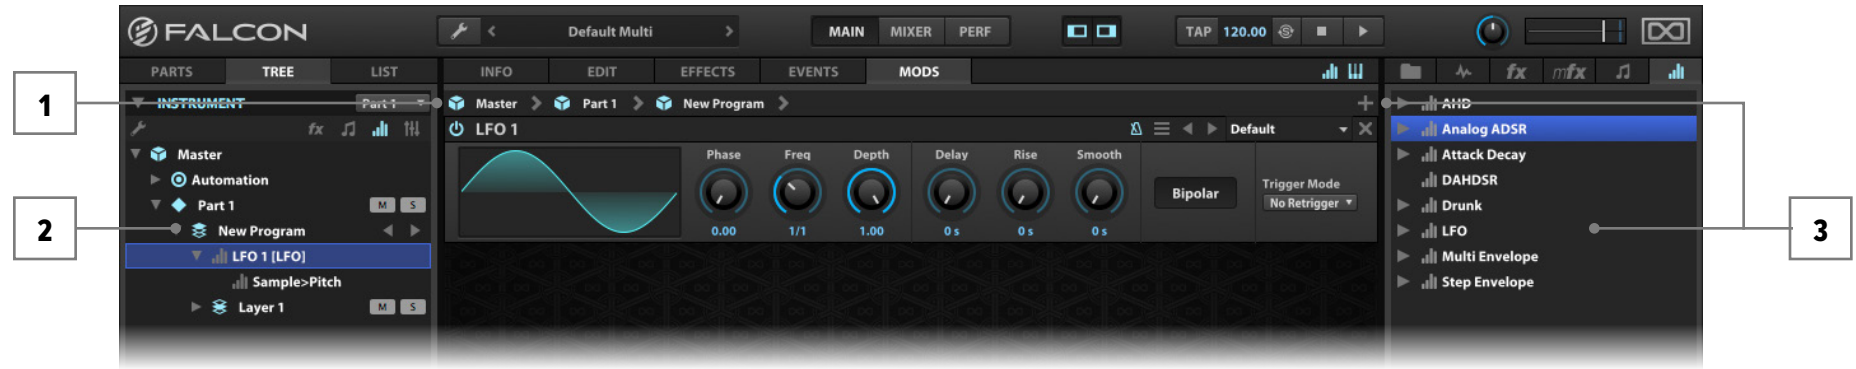 FALCON
Default Multi
MAIN MIXER PERF
TAP 120.00
PARTS TREE LIST
INFO EDIT EFFECTS EVENTS MODS
fx mfx
1
INSTRUMENT Part 1
Master Part 1 New Program
AHD
fx
LFO 1
Default
Analog ADSR
Master
Phase Freq Depth Delay Rise Smooth
Attack Decay
Automation
Bipolar
Trigger Mode
DAHDSR
Part 1 M S
No Retrigger
Drunk
2
New Program
0.00 1/1 1.00 0 s 0 s 0 s
LFO
3
LFO 1 [LFO]
Multi Envelope
Sample>Pitch
Step Envelope
Layer 1 M S